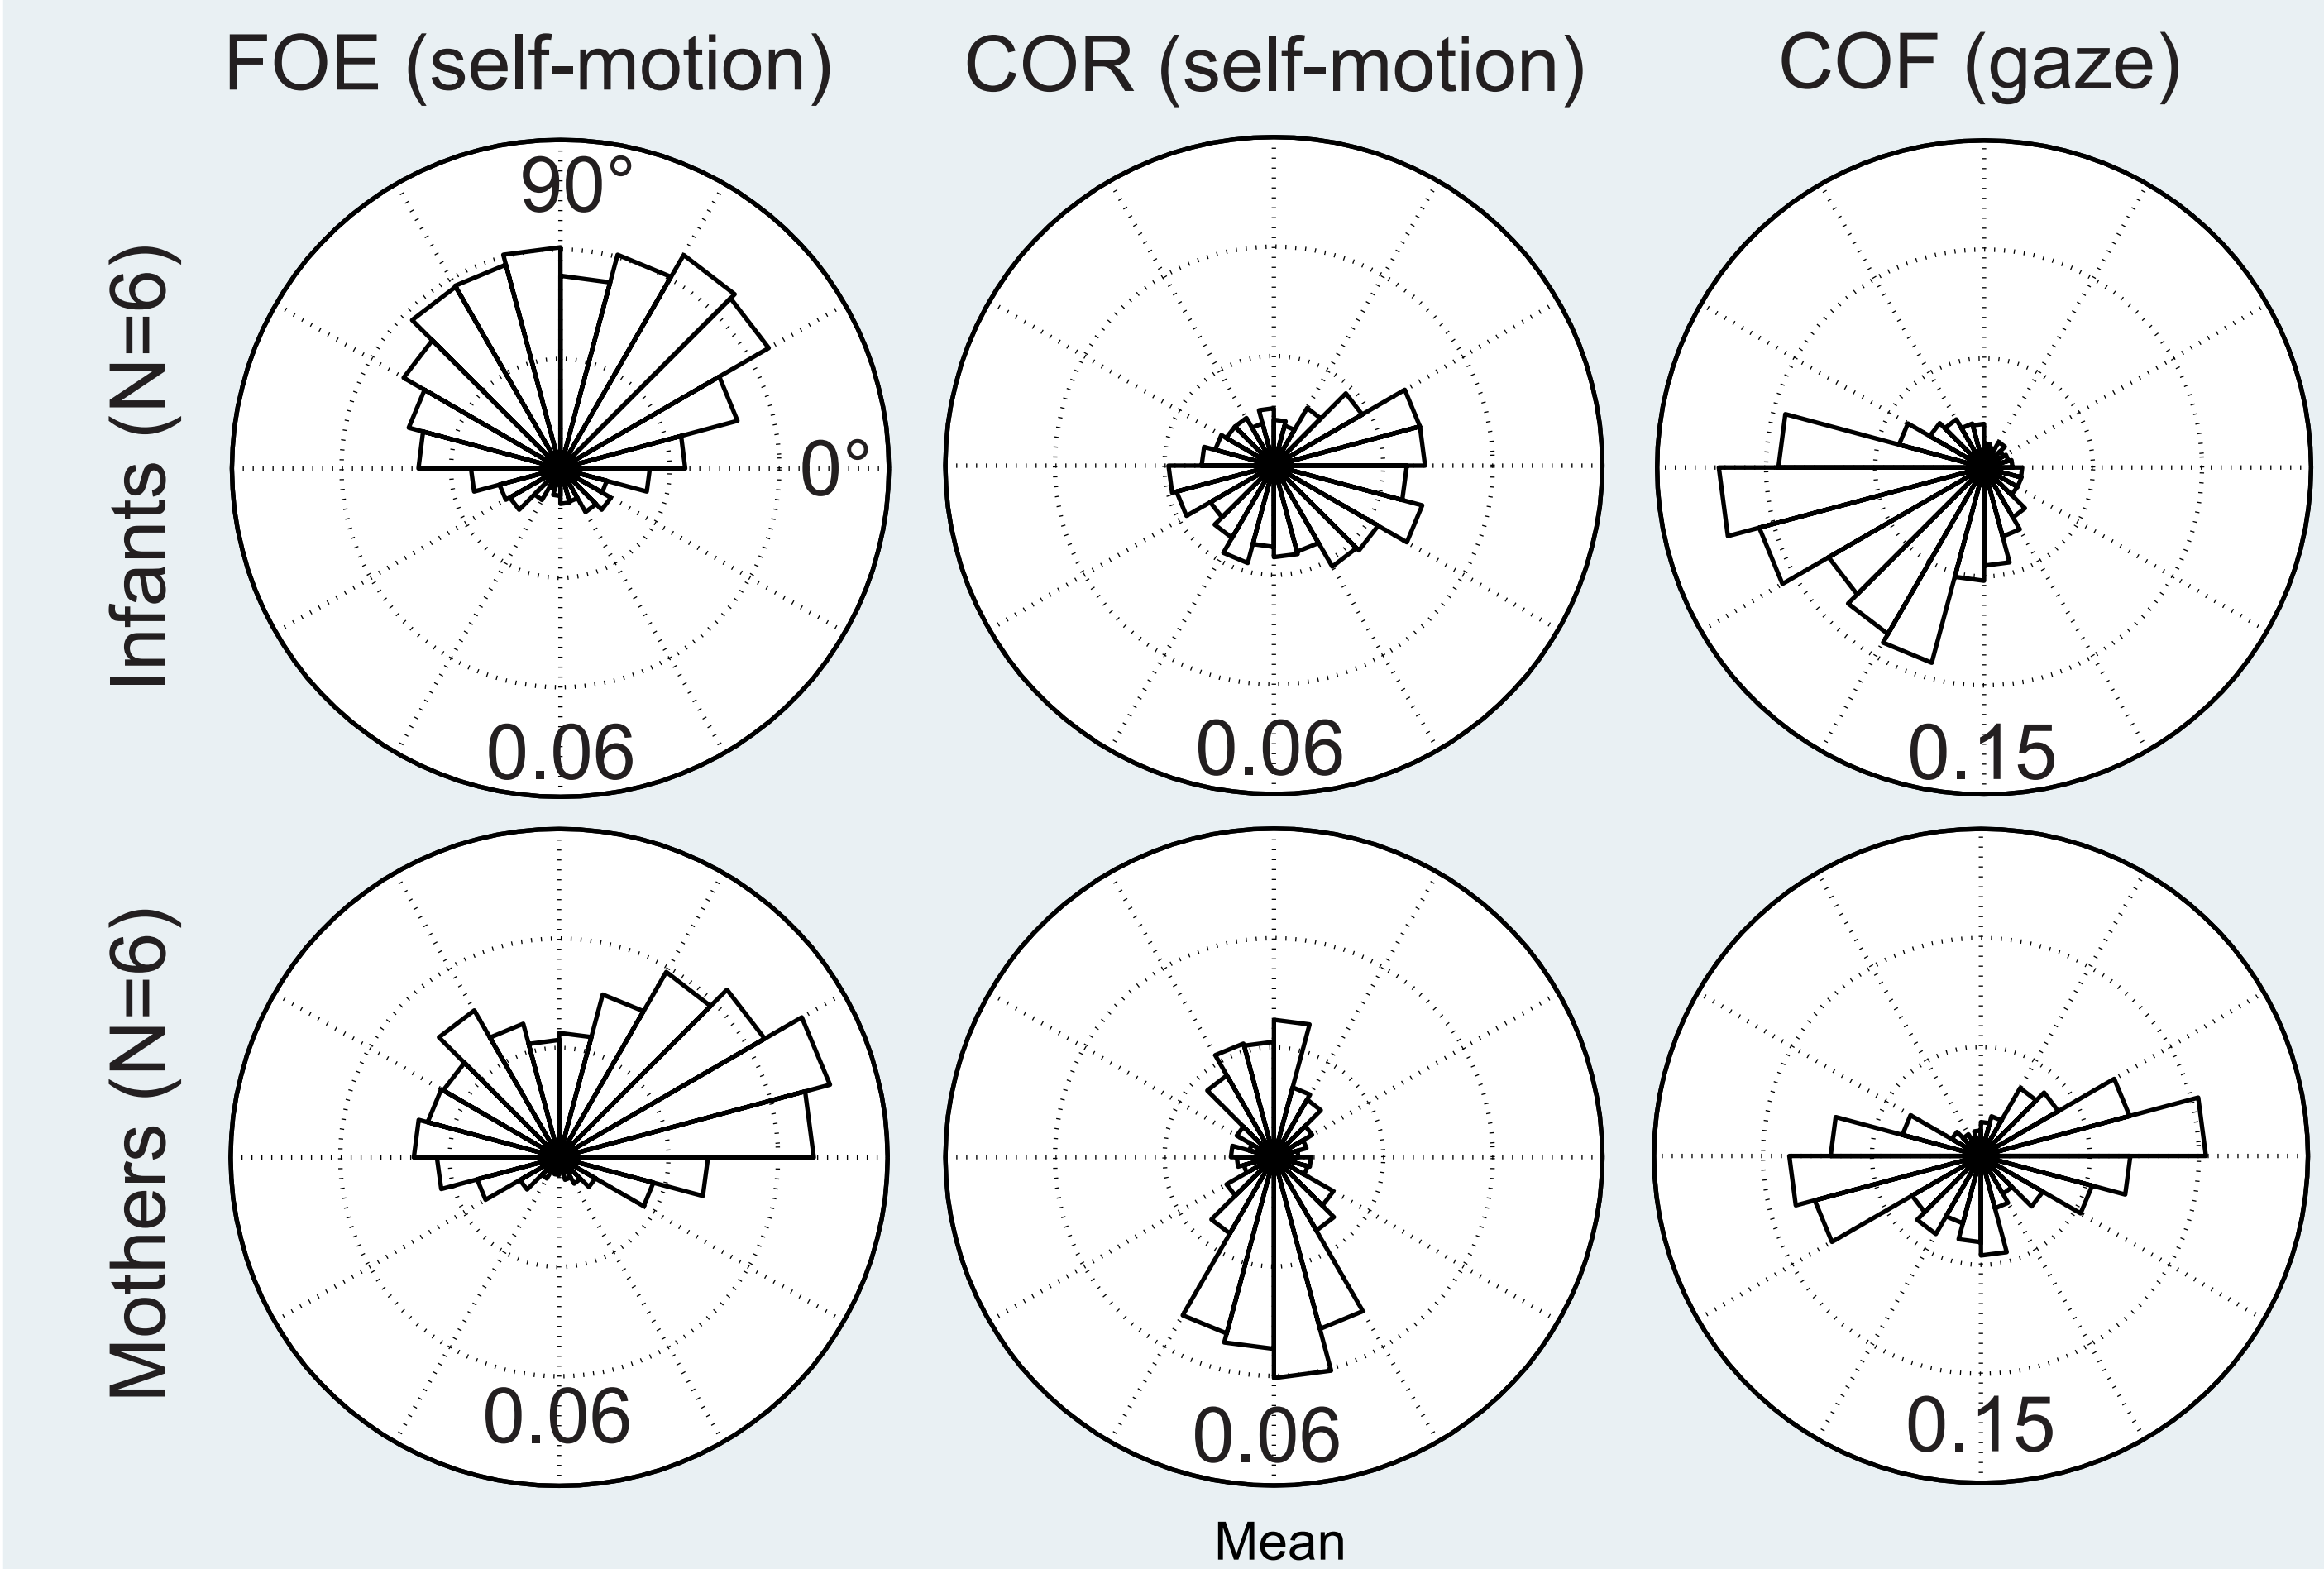 FOE (self-motion) COR (self-motion) COF (gaze)
Infants (N=6)
90°
0°
0.06 0.06 0.15
Mothers (N=6)
0.06 0.06 0.15
Mean